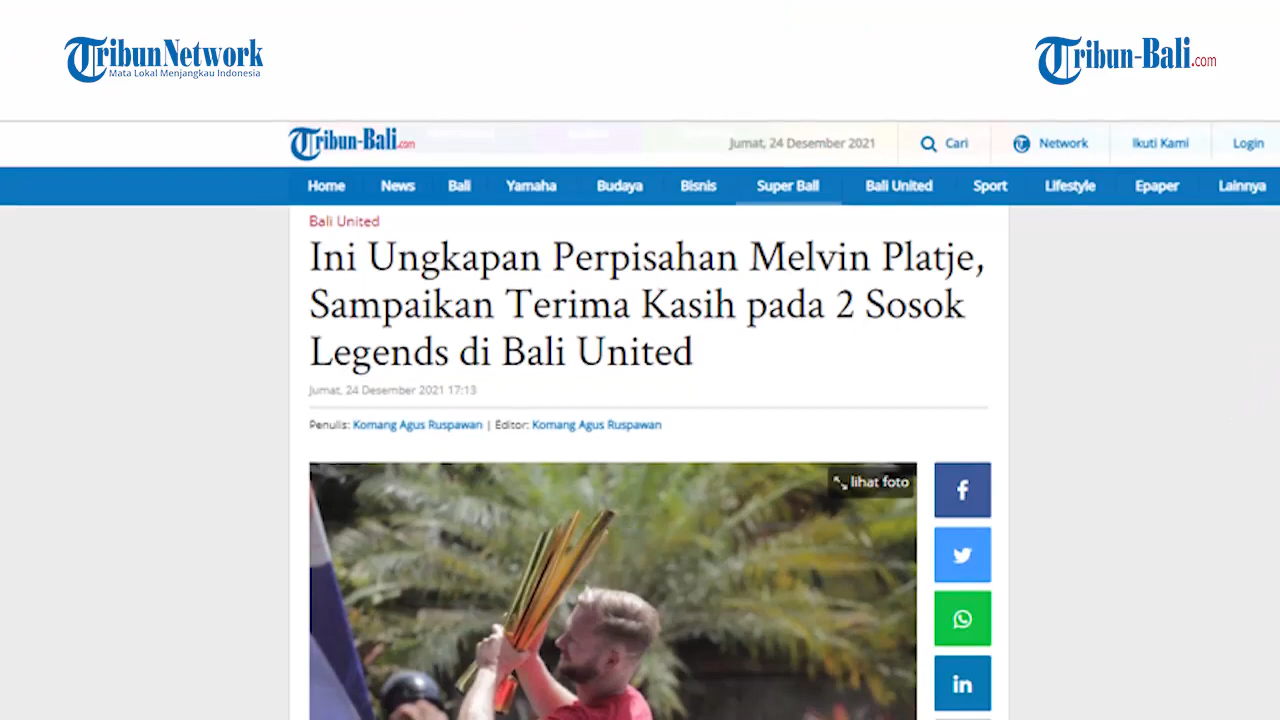 Tribun Network
Mata Lokal Menjangkau Indonesia
Tribun-Bali.com
Tribun-Bali.com
Jumat, 24 Desember 2021
Cari
Network
Ikuti Kami
Login
Home News Bali Yamaha Budaya Bisnis Super Ball Bali United Sport Lifestyle Epaper Lainnya
Bali United
Ini Ungkapan Perpisahan Melvin Platje,
Sampaikan Terima Kasih pada 2 Sosok
Legends di Bali United
Jumat, 24 Desember 2021 17:13
Penulis: Komang Agus Ruspawan | Editor: Komang Agus Ruspawan
lihat foto